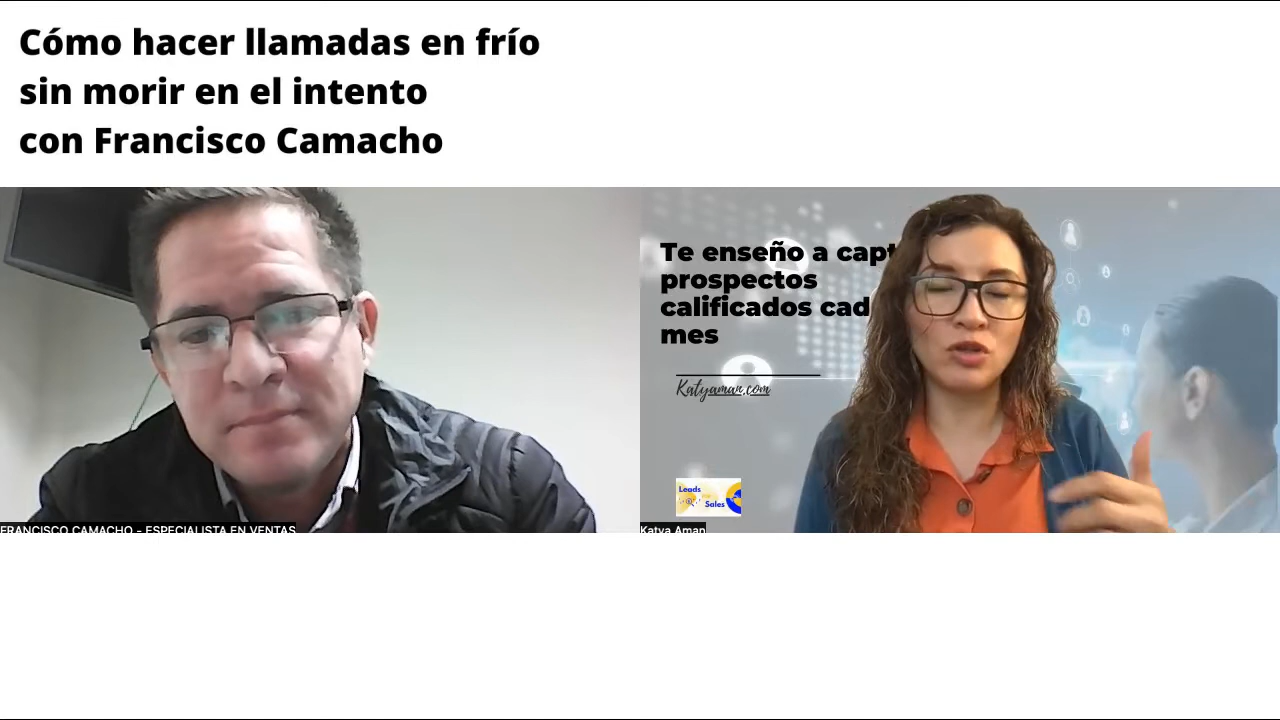 Cómo hacer llamadas en frío
sin morir en el intento
con Francisco Camacho
Te enseño a capt
prospectos
calificados cad
mes
Katyaman.com
Leads
Sales
FRANCISCO CAMACHO - ESPECIALISTA EN VENTAS
Katya Aman